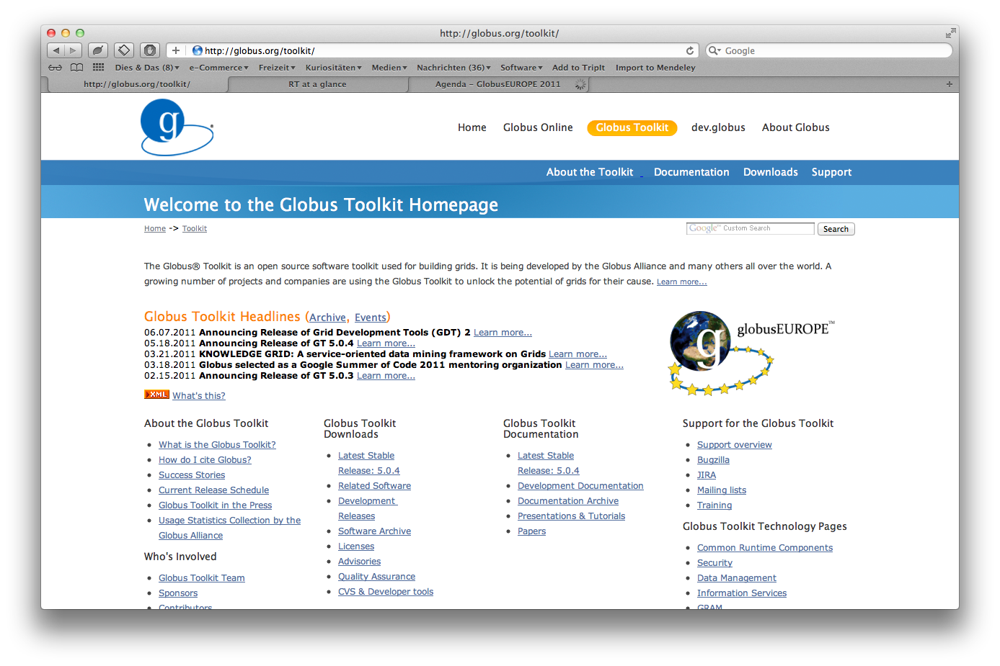 http://globus.org/toolkit/
http://globus.org/toolkit/
Google
Dies & Das (8) e-Commerce Freizeit Kuriositäten Medien Nachrichten (36) Software Add to TripIt Import to Mendeley
http://globus.org/toolkit/ RT at a glance Agenda – GlobusEUROPE 2011
g
Home Globus Online Globus Toolkit dev.globus About Globus
About the Toolkit Documentation Downloads Support
Welcome to the Globus Toolkit Homepage
Home -> Toolkit
Google™ Custom Search Search
The Globus® Toolkit is an open source software toolkit used for building grids. It is being developed by the Globus Alliance and many others all over the world. A
growing number of projects and companies are using the Globus Toolkit to unlock the potential of grids for their cause. Learn more...
Globus Toolkit Headlines (Archive, Events)
06.07.2011 Announcing Release of Grid Development Tools (GDT) 2 Learn more...
05.18.2011 Announcing Release of GT 5.0.4 Learn more...
03.21.2011 KNOWLEDGE GRID: A service-oriented data mining framework on Grids Learn more...
03.18.2011 Globus selected as a Google Summer of Code 2011 mentoring organization Learn more...
02.15.2011 Announcing Release of GT 5.0.3 Learn more...
XML What's this?
g globusEUROPE™
About the Globus Toolkit
What is the Globus Toolkit?
How do I cite Globus?
Success Stories
Current Release Schedule
Globus Toolkit in the Press
Usage Statistics Collection by the
Globus Alliance
Who's Involved
Globus Toolkit Team
Sponsors
Contributors
Globus Toolkit
Downloads
Latest Stable
Release: 5.0.4
Related Software
Development
Releases
Software Archive
Licenses
Advisories
Quality Assurance
CVS & Developer tools
Globus Toolkit
Documentation
Latest Stable
Release: 5.0.4
Development Documentation
Documentation Archive
Presentations & Tutorials
Papers
Support for the Globus Toolkit
Support overview
Bugzilla
JIRA
Mailing lists
Training
Globus Toolkit Technology Pages
Common Runtime Components
Security
Data Management
Information Services
GRAM